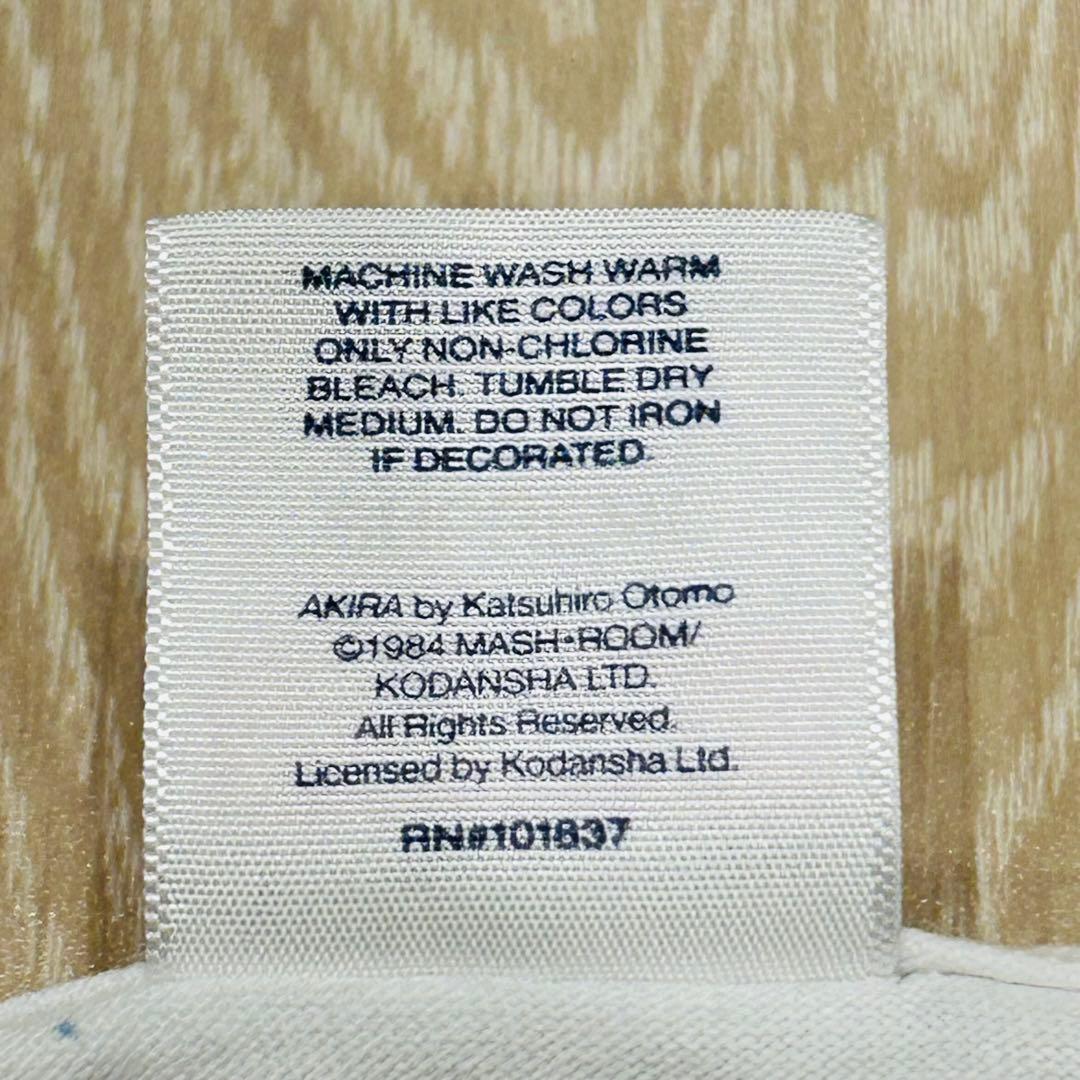 MACHINE WASH WARM
WITH LIKE COLORS
ONLY NON-CHLORINE
BLEACH. TUMBLE DRY
MEDIUM. DO NOT IRON
IF DECORATED.
AKIRA by Katsuhiro Otomo
©1984 MASH•ROOM/
KODANSHA LTD.
All Rights Reserved.
Licensed by Kodansha Ltd.
RN#101837